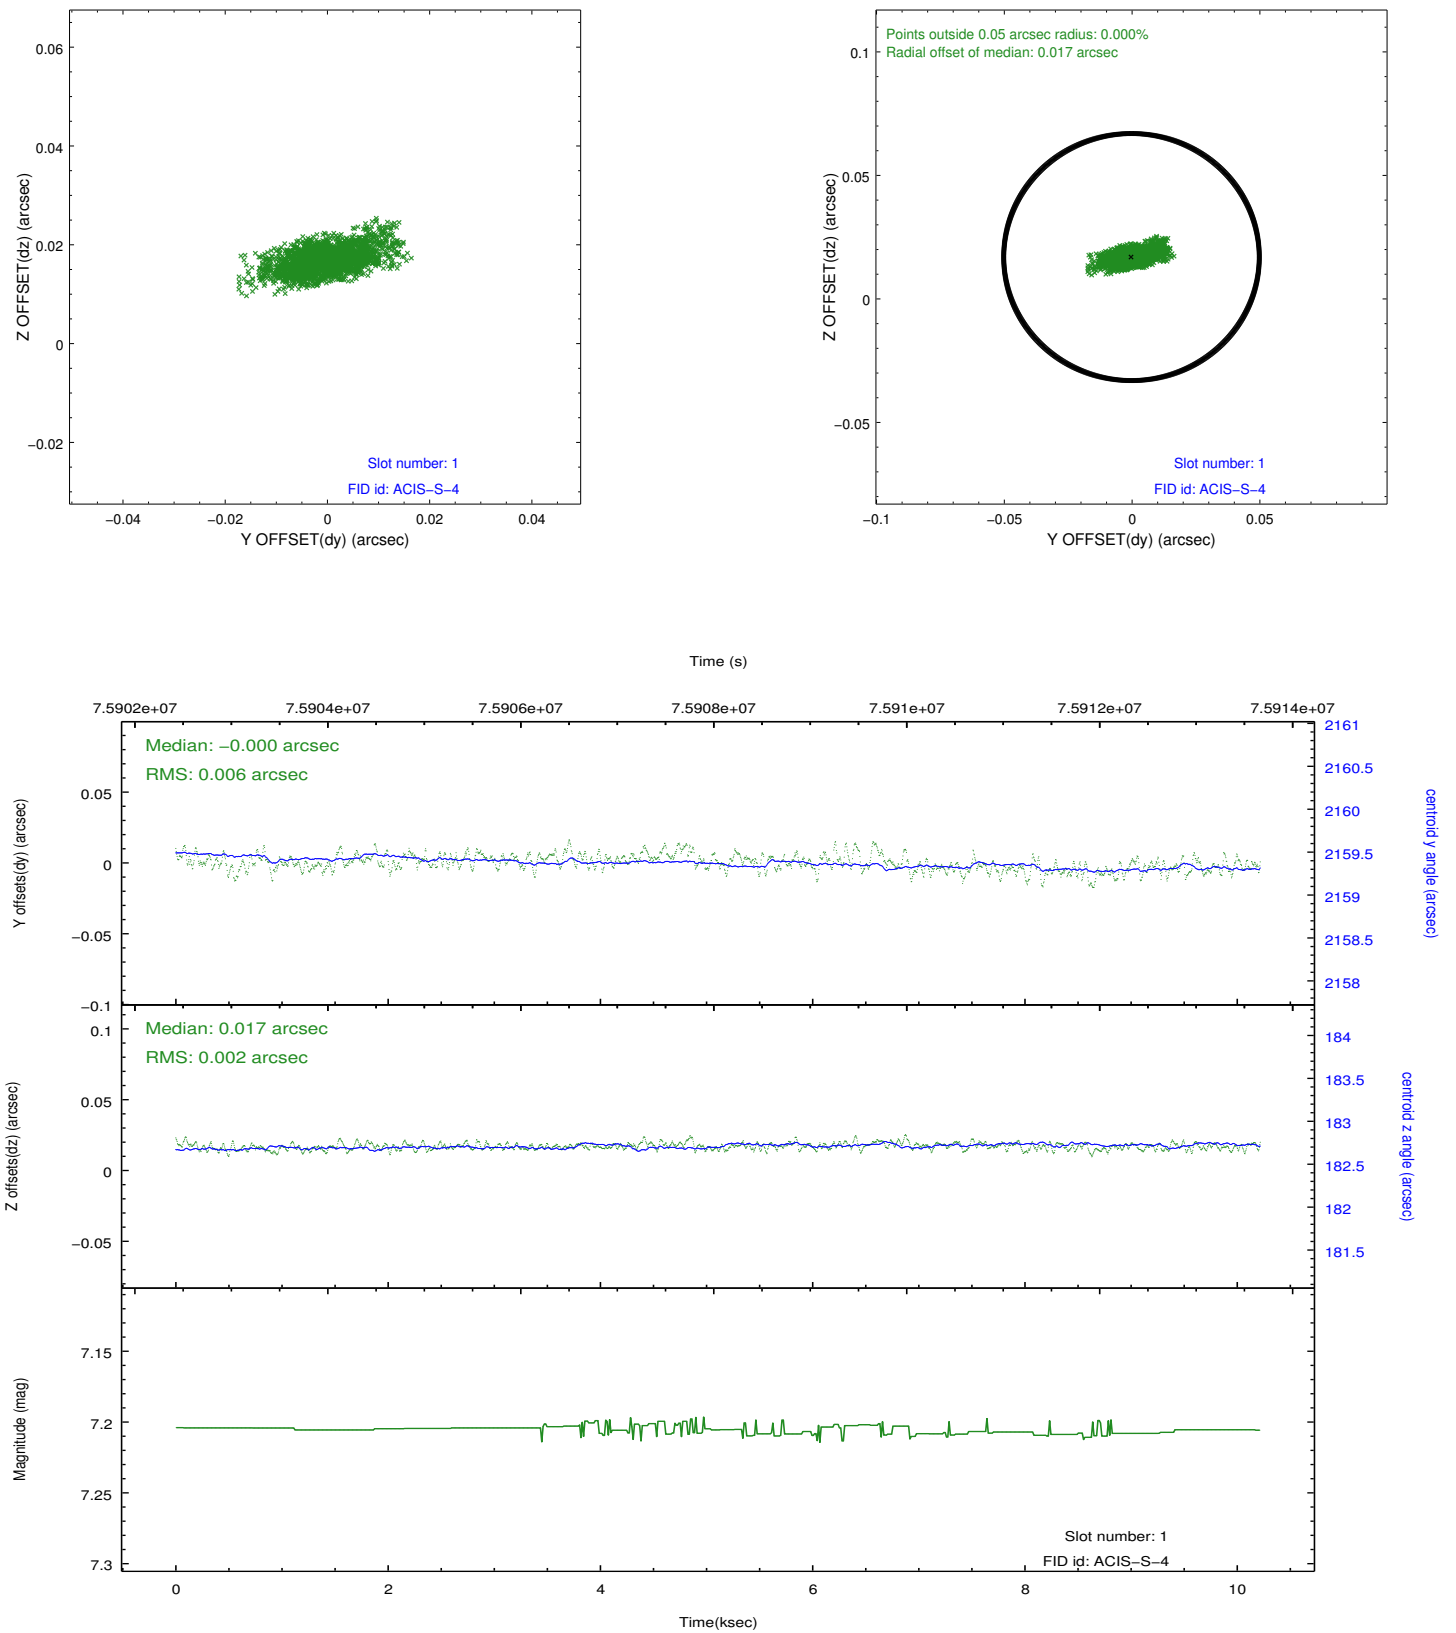 0.06
0.04
0.02
0
−0.02
Z OFFSET(dz) (arcsec)
Slot number: 1
FID id: ACIS−S−4
−0.04
−0.02
0
0.02
0.04
Y OFFSET(dy) (arcsec)
Points outside 0.05 arcsec radius: 0.000%
Radial offset of median: 0.017 arcsec
0.1
0.05
0
−0.05
Z OFFSET(dz) (arcsec)
Slot number: 1
FID id: ACIS−S−4
−0.1
−0.05
0
0.05
Y OFFSET(dy) (arcsec)
Time (s)
7.5902e+07
7.5904e+07
7.5906e+07
7.5908e+07
7.591e+07
7.5912e+07
7.5914e+07
Median: −0.000 arcsec
RMS: 0.006 arcsec
0.05
0
−0.05
−0.1
Y offsets(dy) (arcsec)
2161
2160.5
2160
2159.5
2159
2158.5
2158
centroid y angle (arcsec)
Median: 0.017 arcsec
RMS: 0.002 arcsec
0.1
0.05
0
−0.05
Z offsets(dz) (arcsec)
184
183.5
183
182.5
182
181.5
centroid z angle (arcsec)
7.15
7.2
7.25
7.3
Magnitude (mag)
Slot number: 1
FID id: ACIS−S−4
0
2
4
6
8
10
Time(ksec)